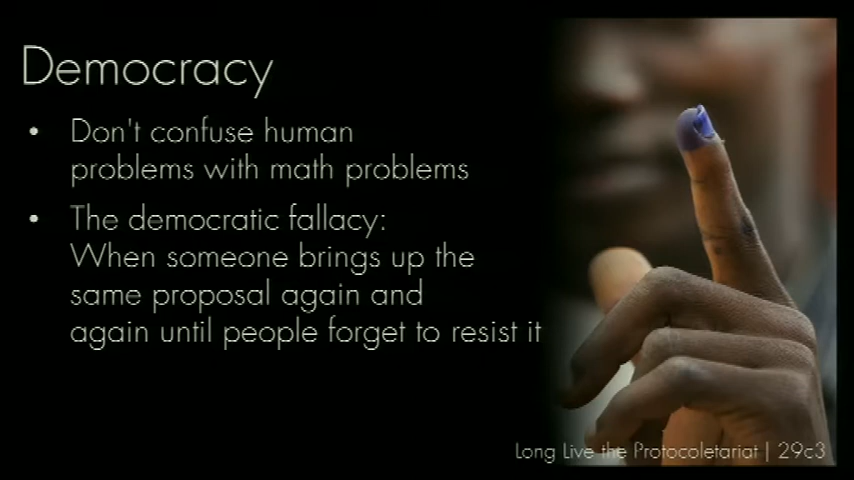 Democracy
• Don't confuse human
problems with math problems
• The democratic fallacy:
When someone brings up the
same proposal again and
again until people forget to resist it
Long Live the Protocoletariat | 29c3